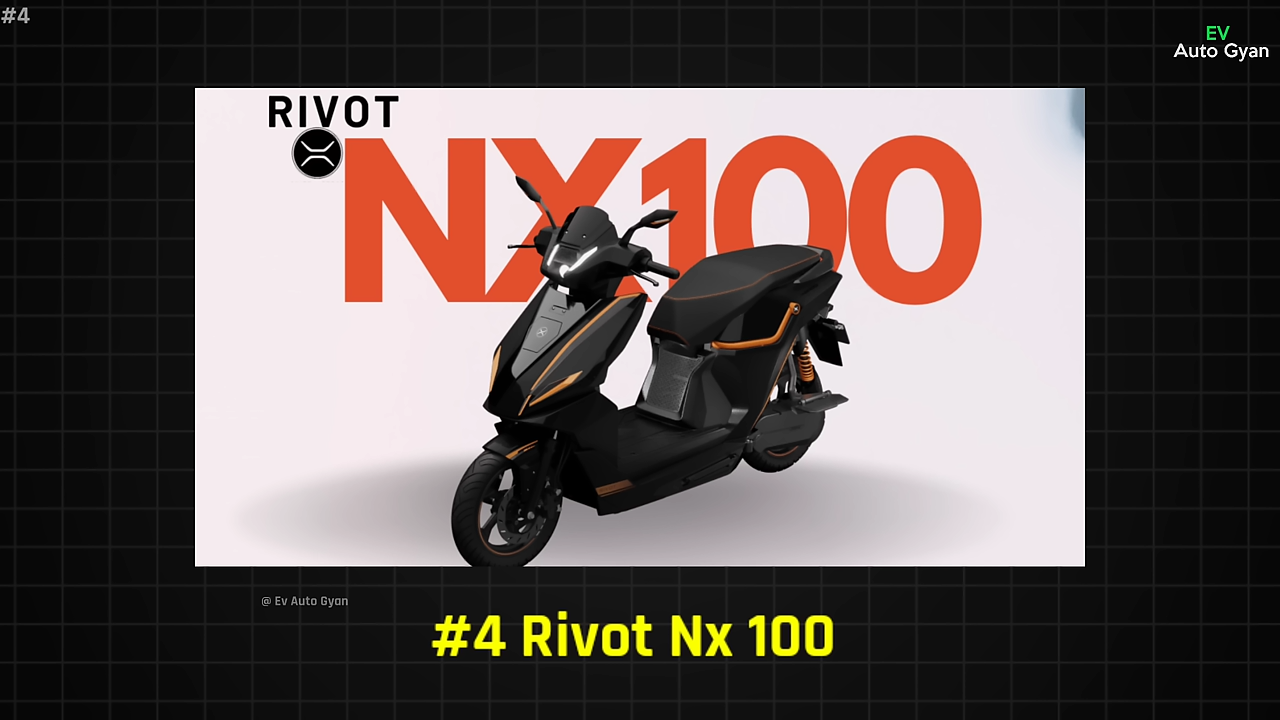 #4
EV
Auto Gyan
RIVOT
NX100
@ Ev Auto Gyan
#4 Rivot Nx 100